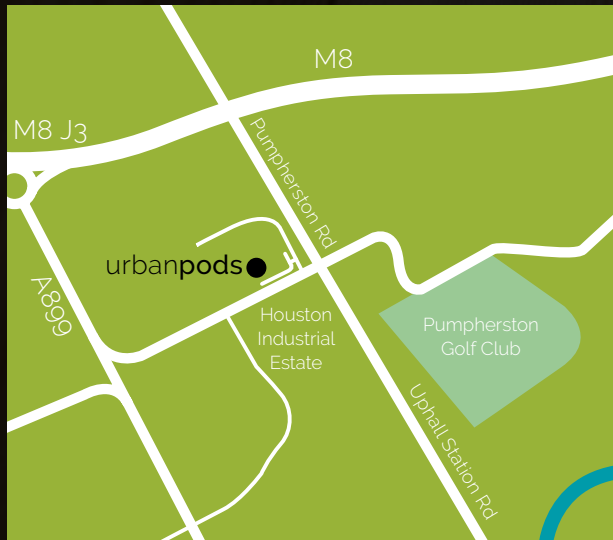 M8
M8 J3
Pumpherston Rd
urbanpods
A899
Houston
Industrial
Estate
Pumpherston
Golf Club
Uphall Station Rd